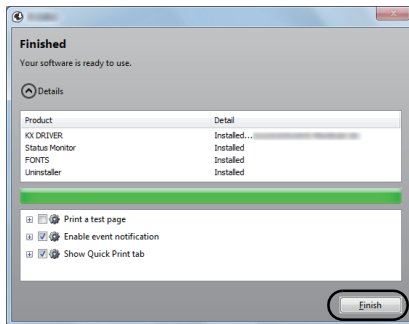 Finished
Your software is ready to use.
Details
Product Detail
KX DRIVER Installed...
Status Monitor Installed
FONTS Installed
Uninstaller Installed
Print a test page
Enable event notification
Show Quick Print tab
Finish